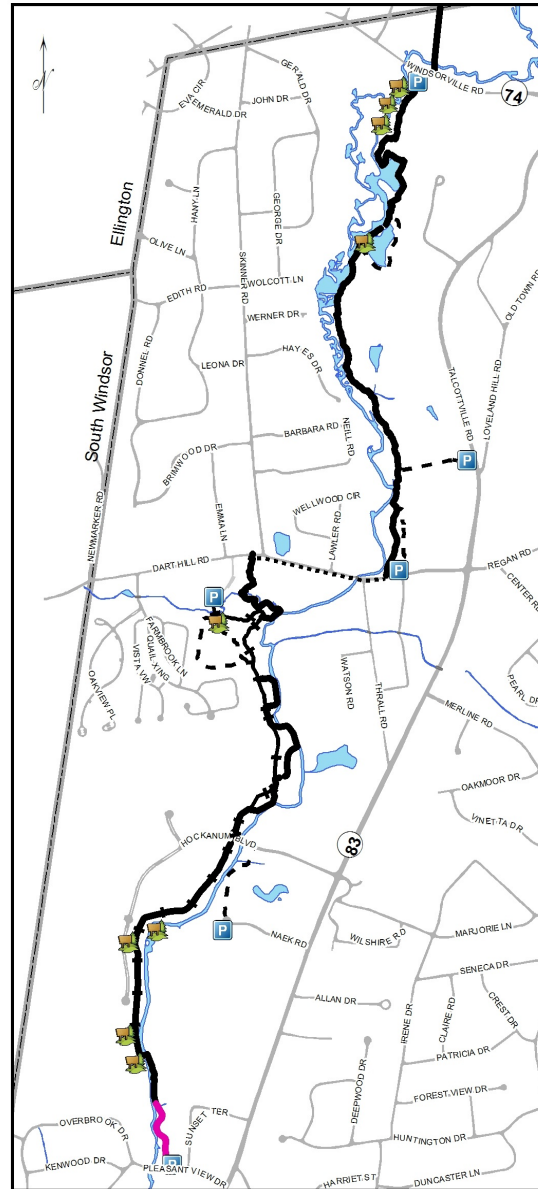 N
WINDSORVILLE RD
74
P
GERALD DR
EVA CIR
EMERALD DR
JOHN DR
Ellington
HANY LN
GEORGE DR
OLIVE LN
SKINNER RD
EDITH RD
WOLCOTT LN
OLD TOWN RD
WERNER DR
DONNEL RD
HAYES DR
LEONA DR
TALCOTTVILLE RD
LOVELAND HILL RD
South Windsor
BARBARA RD
NEILL RD
BRIMWOOD DR
P
WELLWOOD CIR
EMMA LN
LAWLER RD
NEWMARKER RD
DART HILL RD
P
REGAN RD
CENTER RD
P
FARMBROOK LN
QUAIL XING
VISTA VW
OAKVIEW PL
WATSON RD
THRALL RD
PEARL DR
MERLINE RD
OAKMOOR DR
VINETTA DR
HOCKANUM BLVD
83
P
NAEK RD
WILSHIRE RD
MARJORIE LN
SENECA DR
ALLAN DR
IRENE DR
CLAIRE RD
CREST DR
PATRICIA DR
DEEPWOOD DR
FOREST VIEW DR
SUNSET TER
OVERBROOK DR
HUNTINGTON DR
KENWOOD DR
P
PLEASANT VIEW DR
HARRIET ST
DUNCASTER LN